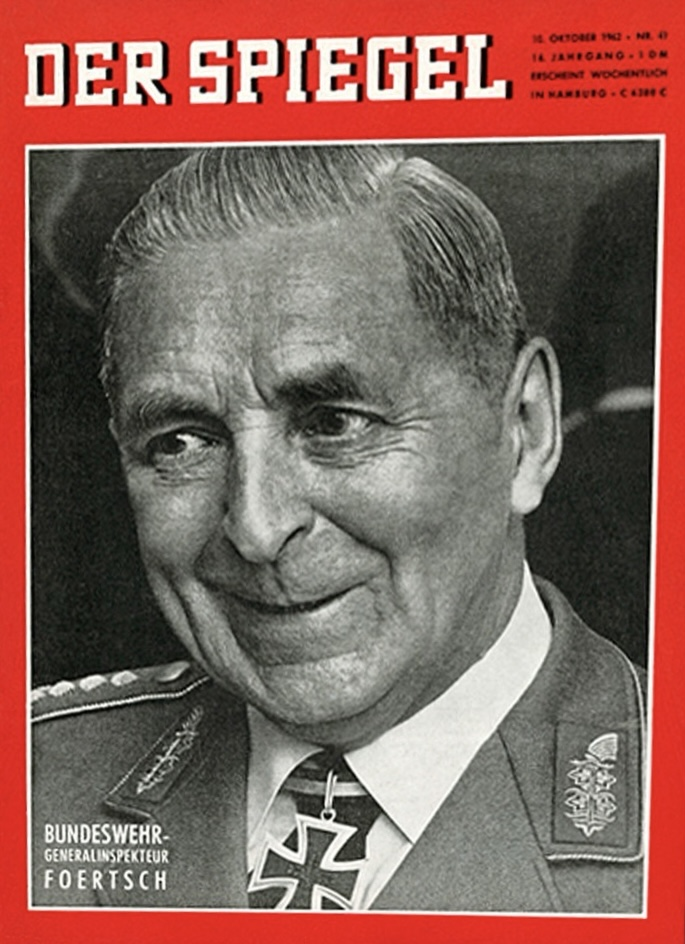 DER SPIEGEL
10. OKTOBER 1962 · NR. 41
16. JAHRGANG · 1 DM
ERSCHEINT WÖCHENTLICH
IN HAMBURG · C 6380 C
BUNDESWEHR-
GENERALINSPEKTEUR
FOERTSCH